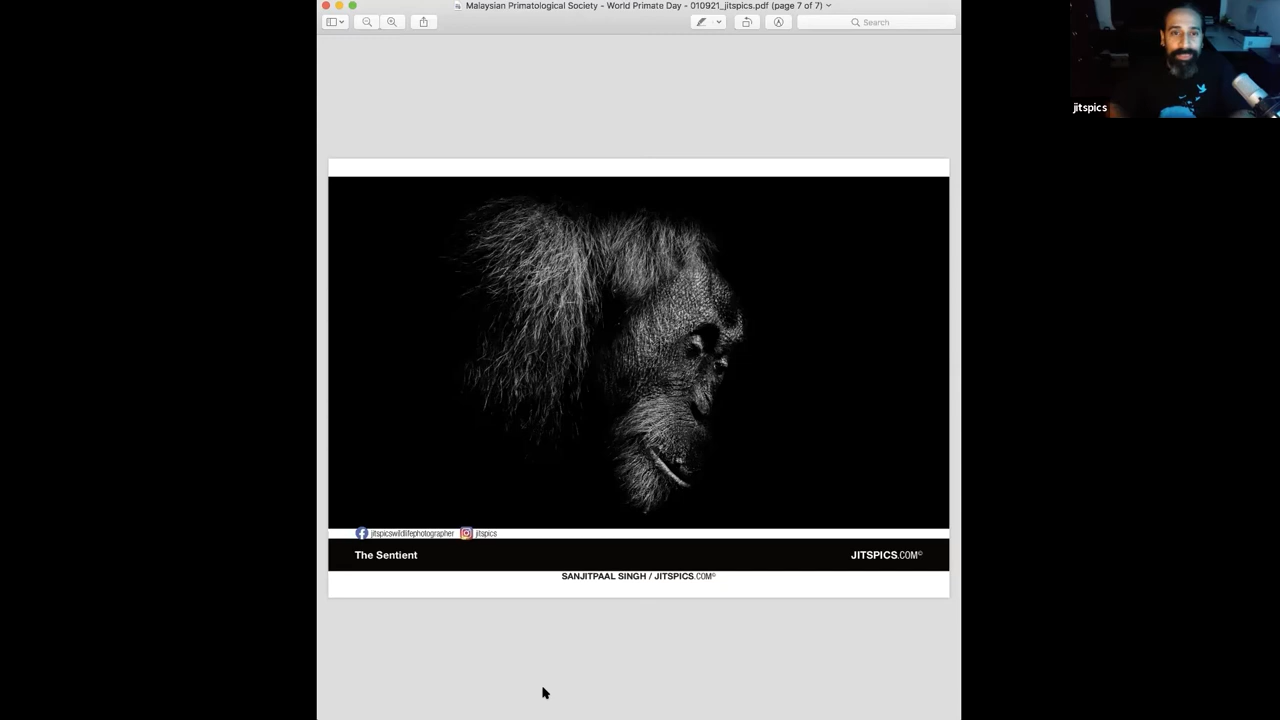 Malaysian Primatological Society - World Primate Day - 010921_jitspics.pdf (page 7 of 7)
Search
jitspics
jitspicswildlifephotographer jitspics
The Sentient JITSPICS.COM©
SANJITPAAL SINGH / JITSPICS.COM©